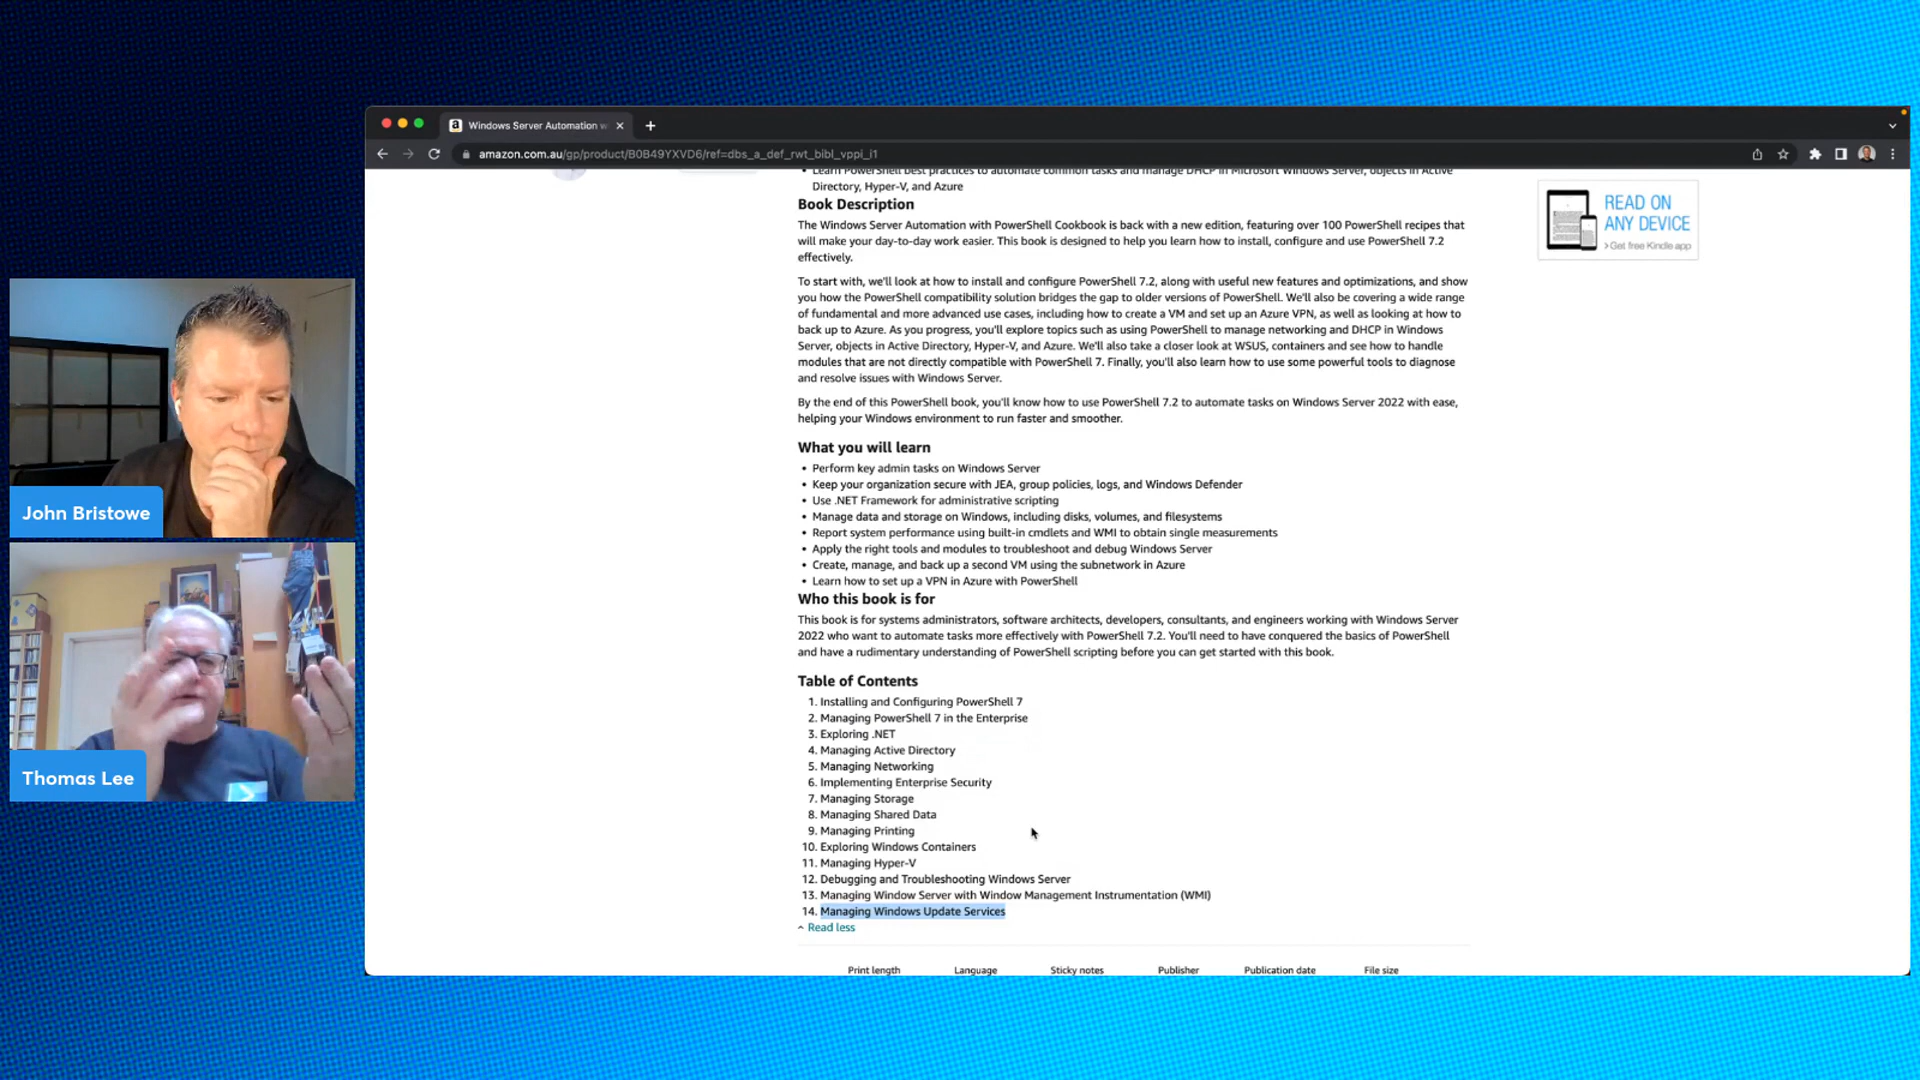 Windows Server Automation w
amazon.com.au/gp/product/B0B49YXVD6/ref=dbs_a_def_rwt_bibl_vppi_i1
• Learn PowerShell best practices to automate common tasks and manage DHCP in Microsoft Windows Server, objects in Active
Directory, Hyper-V, and Azure
Book Description
The Windows Server Automation with PowerShell Cookbook is back with a new edition, featuring over 100 PowerShell recipes that
will make your day-to-day work easier. This book is designed to help you learn how to install, configure and use PowerShell 7.2
effectively.
To start with, we'll look at how to install and configure PowerShell 7.2, along with useful new features and optimizations, and show
you how the PowerShell compatibility solution bridges the gap to older versions of PowerShell. We'll also be covering a wide range
of fundamental and more advanced use cases, including how to create a VM and set up an Azure VPN, as well as looking at how to
back up to Azure. As you progress, you'll explore topics such as using PowerShell to manage networking and DHCP in Windows
Server, objects in Active Directory, Hyper-V, and Azure. We'll also take a closer look at WSUS, containers and see how to handle
modules that are not directly compatible with PowerShell 7. Finally, you'll also learn how to use some powerful tools to diagnose
and resolve issues with Windows Server.
By the end of this PowerShell book, you'll know how to use PowerShell 7.2 to automate tasks on Windows Server 2022 with ease,
helping your Windows environment to run faster and smoother.
What you will learn
• Perform key admin tasks on Windows Server
• Keep your organization secure with JEA, group policies, logs, and Windows Defender
• Use .NET Framework for administrative scripting
• Manage data and storage on Windows, including disks, volumes, and filesystems
• Report system performance using built-in cmdlets and WMI to obtain single measurements
• Apply the right tools and modules to troubleshoot and debug Windows Server
• Create, manage, and back up a second VM using the subnetwork in Azure
• Learn how to set up a VPN in Azure with PowerShell
Who this book is for
This book is for systems administrators, software architects, developers, consultants, and engineers working with Windows Server
2022 who want to automate tasks more effectively with PowerShell 7.2. You'll need to have conquered the basics of PowerShell
and have a rudimentary understanding of PowerShell scripting before you can get started with this book.
Table of Contents
1. Installing and Configuring PowerShell 7
2. Managing PowerShell 7 in the Enterprise
3. Exploring .NET
4. Managing Active Directory
5. Managing Networking
6. Implementing Enterprise Security
7. Managing Storage
8. Managing Shared Data
9. Managing Printing
10. Exploring Windows Containers
11. Managing Hyper-V
12. Debugging and Troubleshooting Windows Server
13. Managing Window Server with Window Management Instrumentation (WMI)
14. Managing Windows Update Services
Read less
Print length Language Sticky notes Publisher Publication date File size
READ ON
ANY DEVICE
> Get free Kindle app
John Bristowe
Thomas Lee